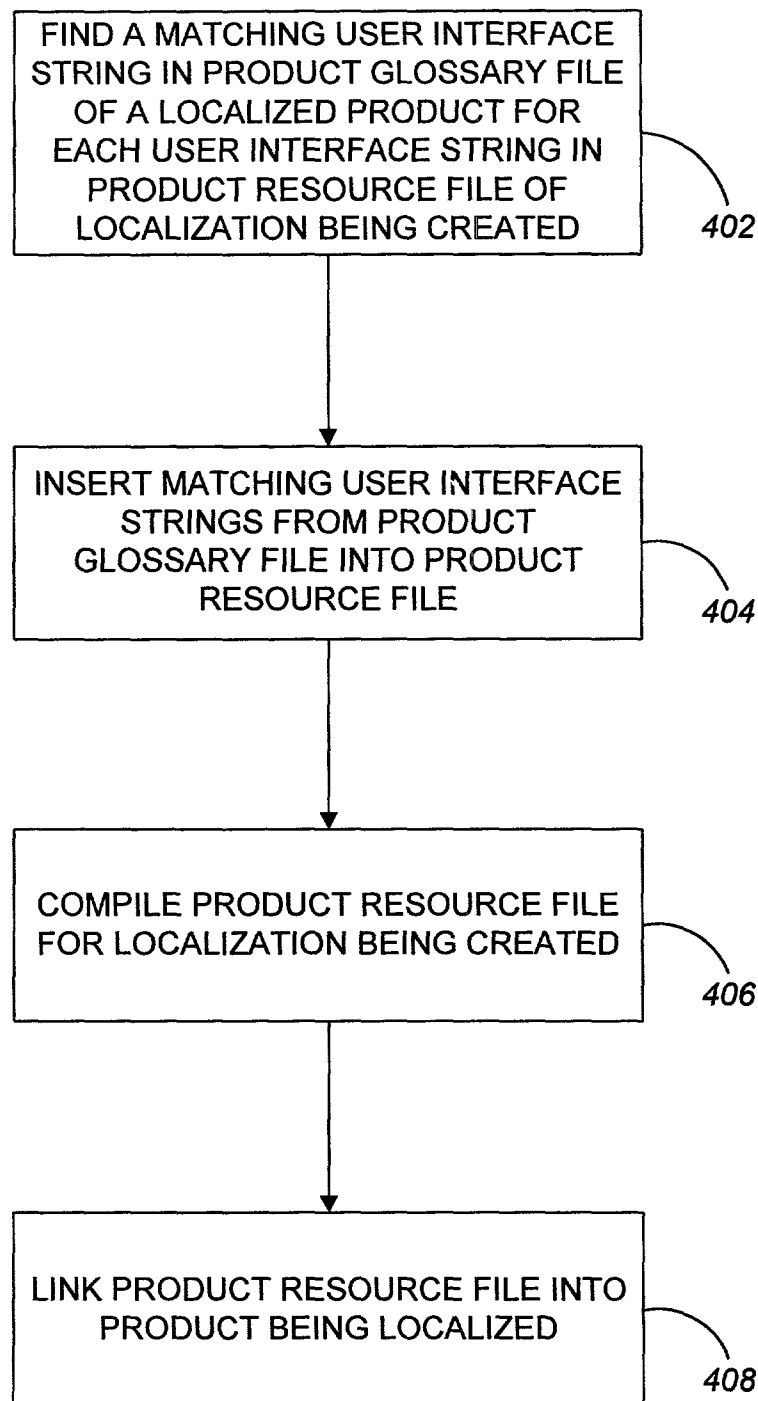 FIND A MATCHING USER INTERFACE
STRING IN PRODUCT GLOSSARY FILE
OF A LOCALIZED PRODUCT FOR
EACH USER INTERFACE STRING IN
PRODUCT RESOURCE FILE OF
LOCALIZATION BEING CREATED
402
INSERT MATCHING USER INTERFACE
STRINGS FROM PRODUCT
GLOSSARY FILE INTO PRODUCT
RESOURCE FILE
404
COMPILE PRODUCT RESOURCE FILE
FOR LOCALIZATION BEING CREATED
406
LINK PRODUCT RESOURCE FILE INTO
PRODUCT BEING LOCALIZED
408